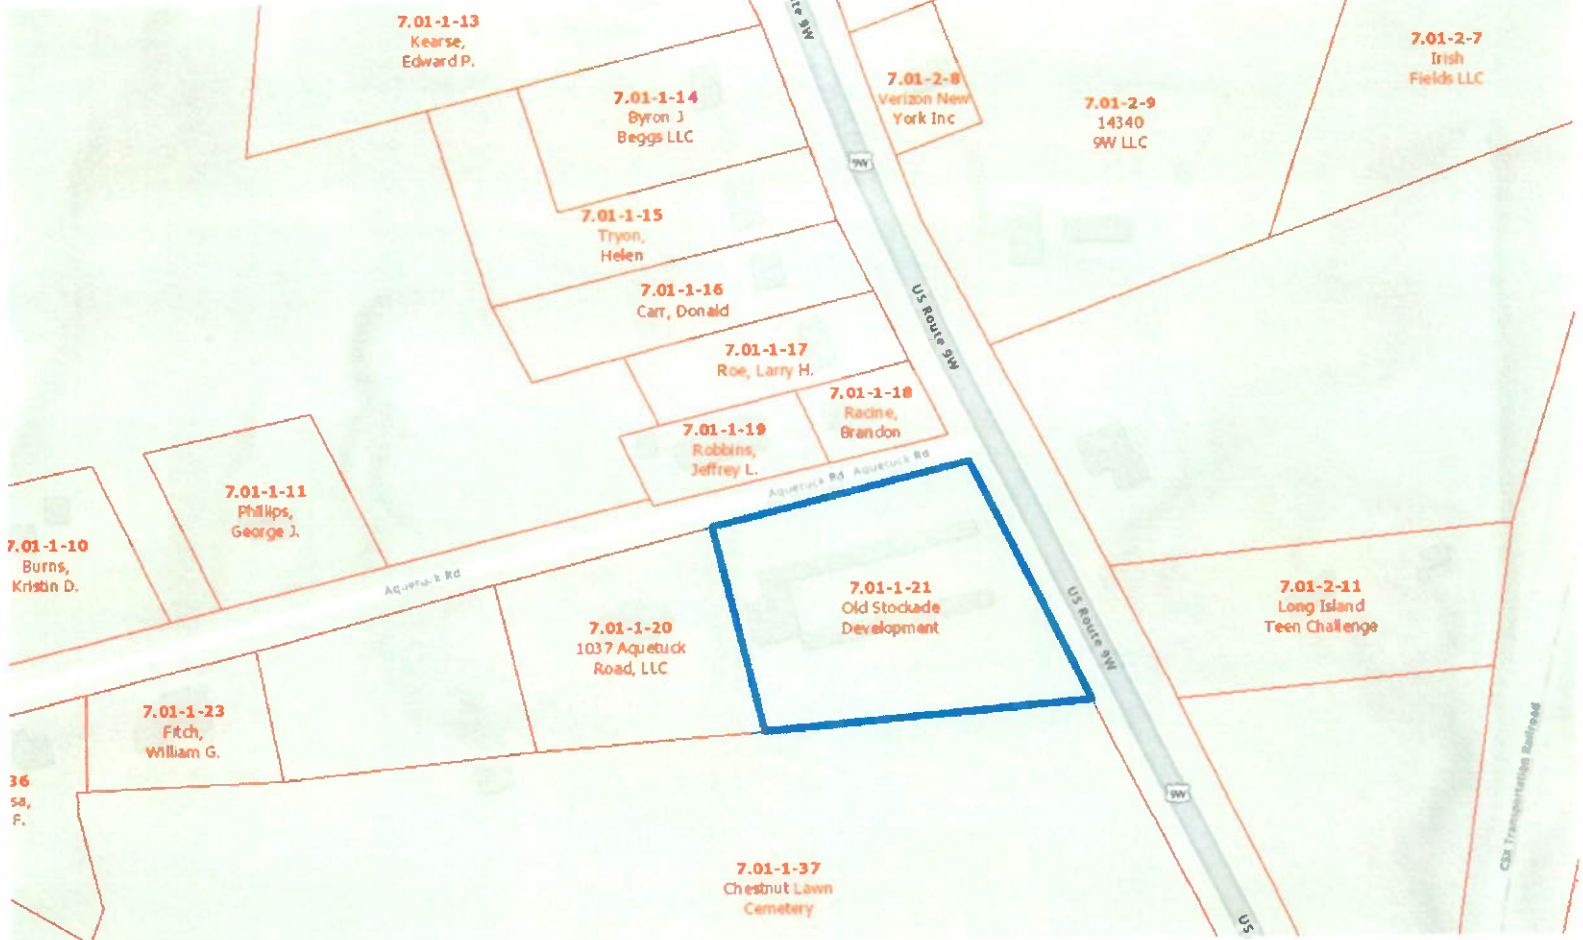 7.01-1-13
Kearse,
Edward P.
te 9W
7.01-2-7
Irish
Fields LLC
7.01-1-14
Byron J
Beggs LLC
7.01-2-8
Verizon New
York Inc
7.01-2-9
14340
9W LLC
9W
7.01-1-15
Tryon,
Helen
7.01-1-16
Carr, Donald
US Route 9W
7.01-1-17
Roe, Larry H.
7.01-1-18
Racine,
Brandon
7.01-1-19
Robbins,
Jeffrey L.
Aquetuck Rd Aquetuck Rd
7.01-1-11
Phillips,
George J.
7.01-1-10
Burns,
Kristin D.
Aquetuck Rd
7.01-1-21
Old Stockade
Development
US Route 9W
7.01-2-11
Long Island
Teen Challenge
7.01-1-20
1037 Aquetuck
Road, LLC
7.01-1-23
Fitch,
William G.
36
sa,
F.
9W
CSX Transportation Railroad
7.01-1-37
Chestnut Lawn
Cemetery
US